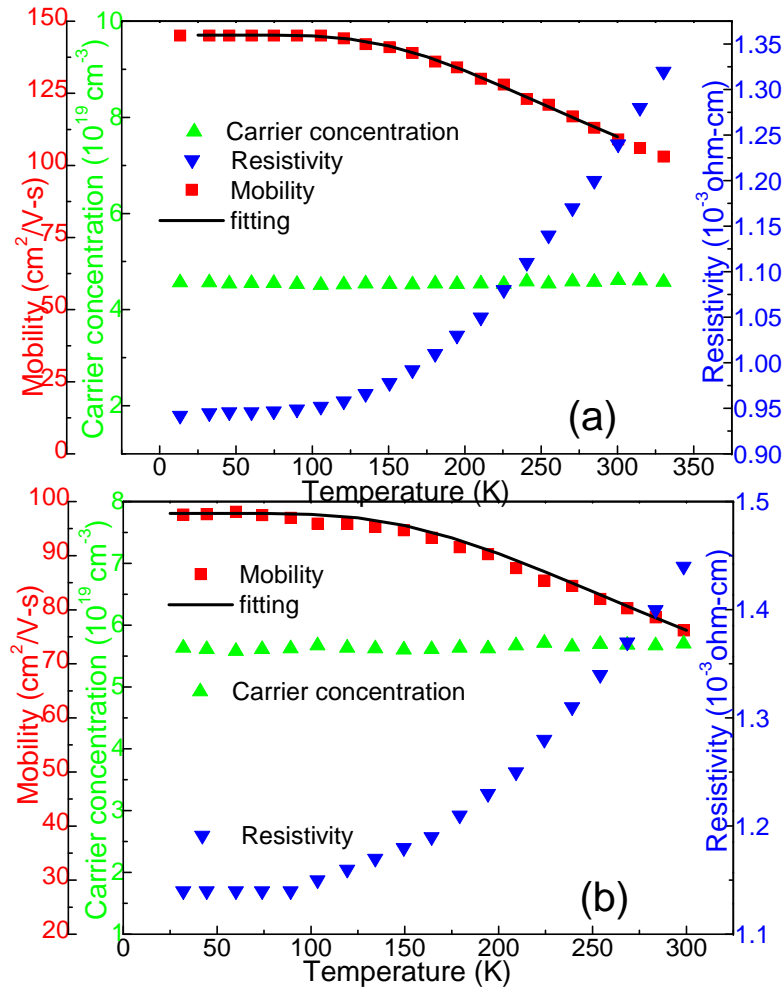 150
125
100
75
50
25
0
Mobility (cm²/V-s)
10
8
6
4
2
Carrier concentration (10¹⁹ cm⁻³)
Carrier concentration
Resistivity
Mobility
fitting
(a)
1.35
1.30
1.25
1.20
1.15
1.10
1.05
1.00
0.95
0.90
Resistivity (10⁻³ohm-cm)
0 50 100 150 200 250 300 350
Temperature (K)
100
90
80
70
60
50
40
30
20
Mobility (cm²/V-s)
8
7
6
5
4
3
2
1
Carrier concentration (10¹⁹ cm⁻³)
Mobility
fitting
Carrier concentration
Resistivity
(b)
1.5
1.4
1.3
1.2
1.1
Resistivity (10⁻³ohm-cm)
0 50 100 150 200 250 300
Temperature (K)